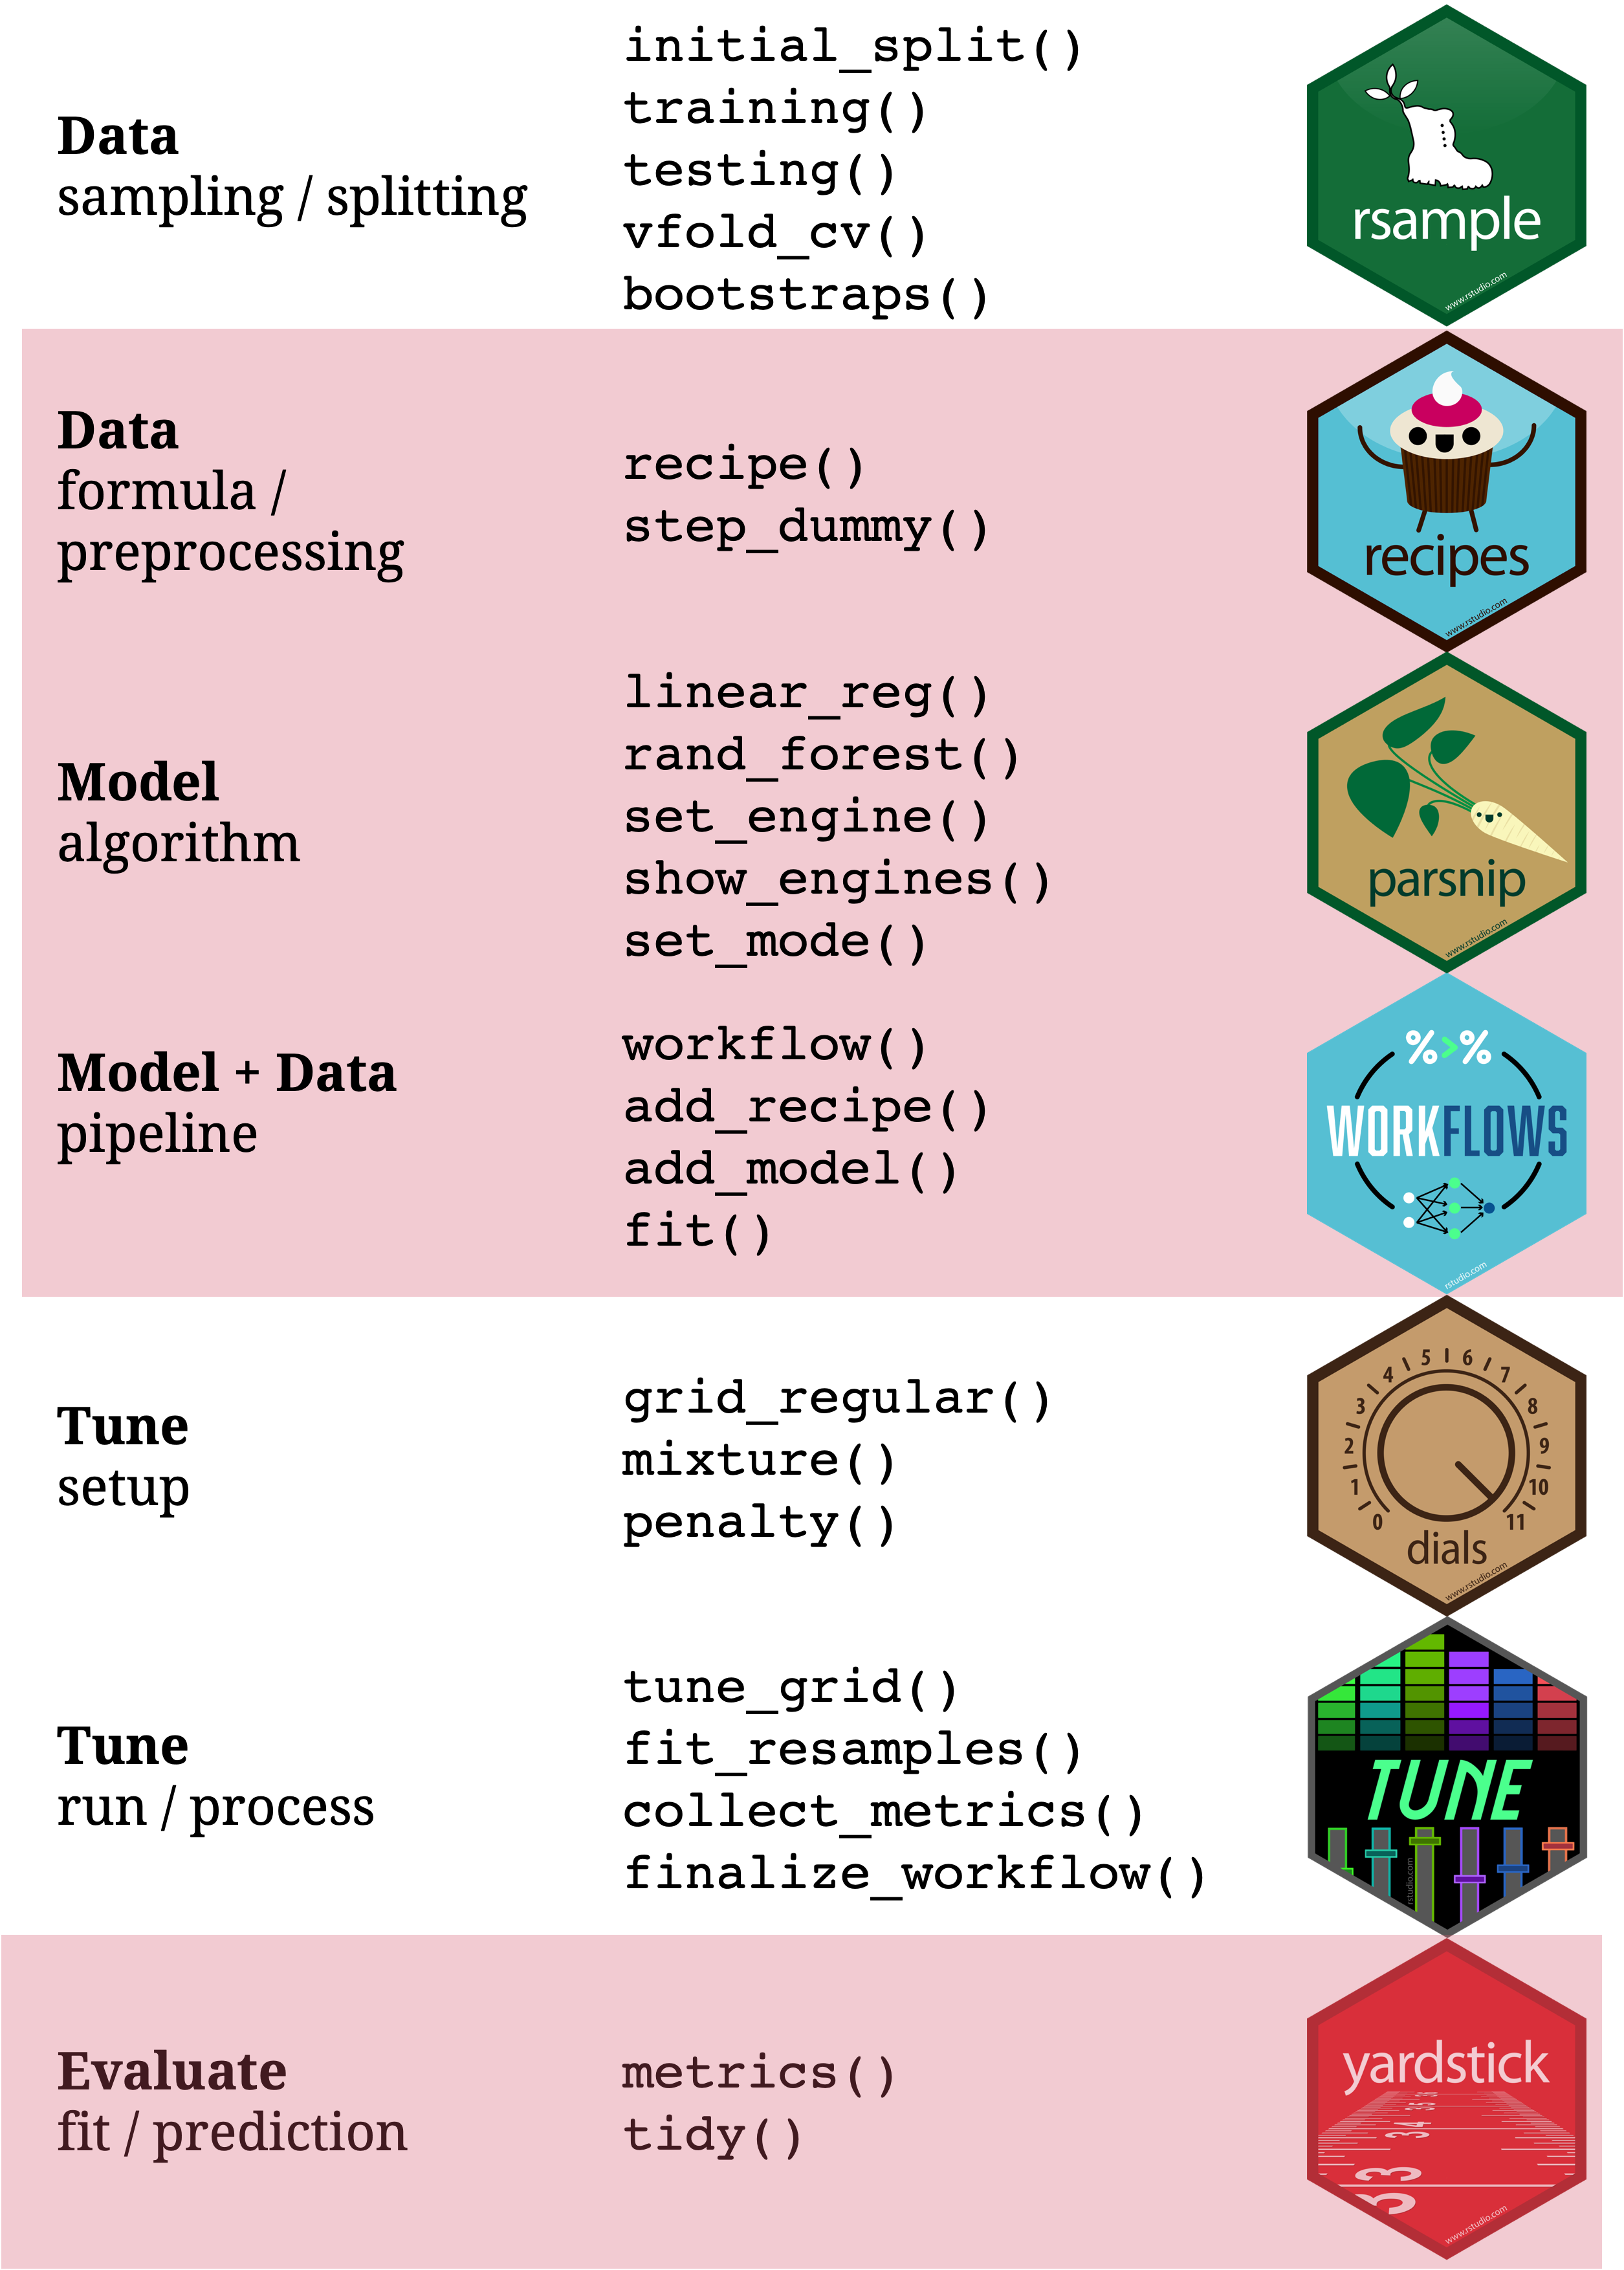 Data
sampling / splitting
initial_split()
training()
testing()
vfold_cv()
bootstraps()
rsample
www.rstudio.com
Data
formula /
preprocessing
recipe()
step_dummy()
recipes
www.rstudio.com
Model
algorithm
linear_reg()
rand_forest()
set_engine()
show_engines()
set_mode()
parsnip
www.rstudio.com
Model + Data
pipeline
workflow()
add_recipe()
add_model()
fit()
%>%
WORKFLOWS
rstudio.com
Tune
setup
grid_regular()
mixture()
penalty()
0 1 2 3 4 5 6 7 8 9 10 11
dials
www.rstudio.com
Tune
run / process
tune_grid()
fit_resamples()
collect_metrics()
finalize_workflow()
TUNE
rstudio.com
Evaluate
fit / prediction
metrics()
tidy()
yardstick
34
33
www.rstudio.com